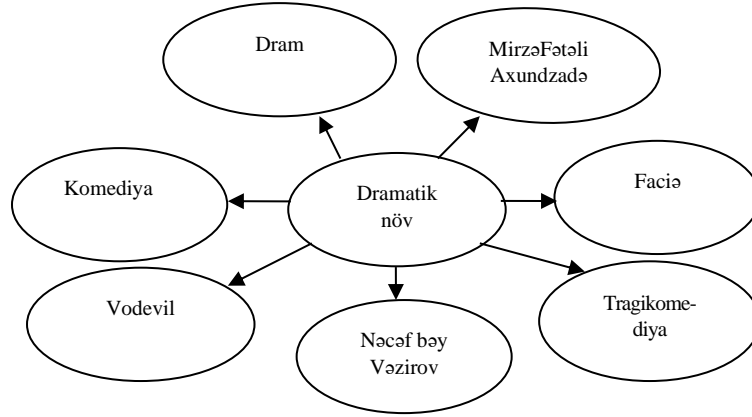 Dram
MirzəFətəli
Axundzadə
Komediya
Dramatik
növ
Faciə
Vodevil
Nəcəf bəy
Vəzirov
Tragikome-
diya